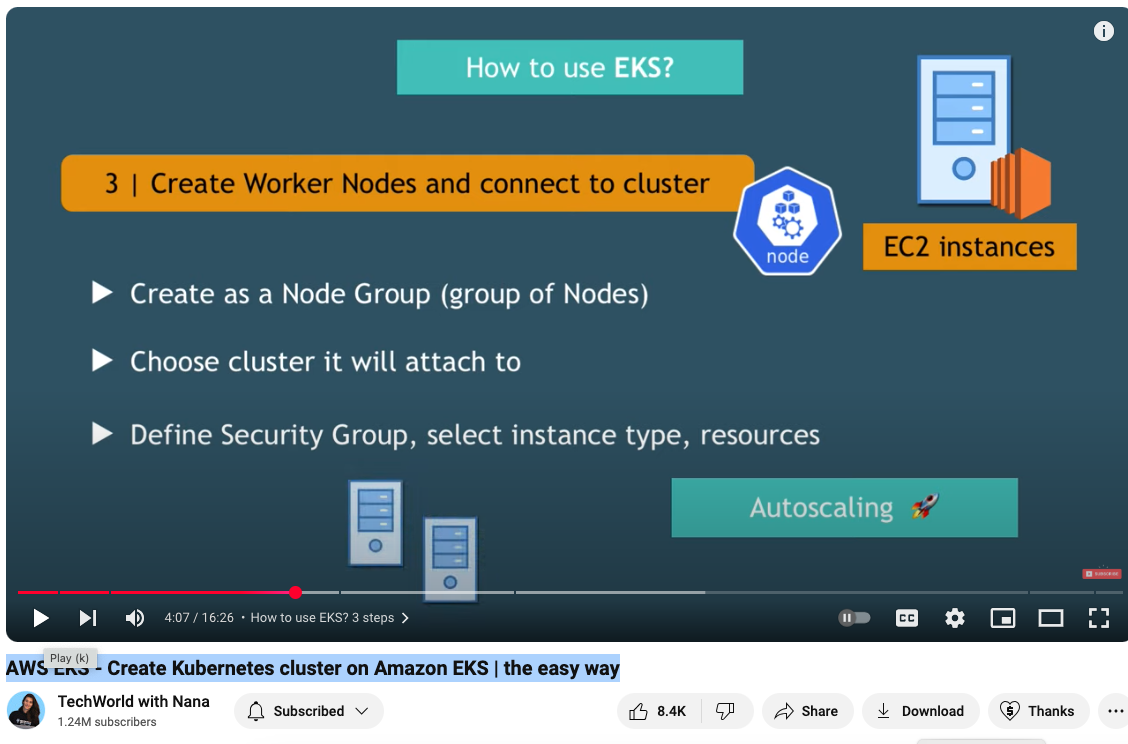 How to use EKS?
3 | Create Worker Nodes and connect to cluster
node
EC2 instances
▶ Create as a Node Group (group of Nodes)
▶ Choose cluster it will attach to
▶ Define Security Group, select instance type, resources
Autoscaling 🚀
SUBSCRIBE
4:07 / 16:26 • How to use EKS? 3 steps >
CC
Play (k)
AWS EKS - Create Kubernetes cluster on Amazon EKS | the easy way
TechWorld with Nana
1.24M subscribers
Subscribed
8.4K
Share
Download
Thanks